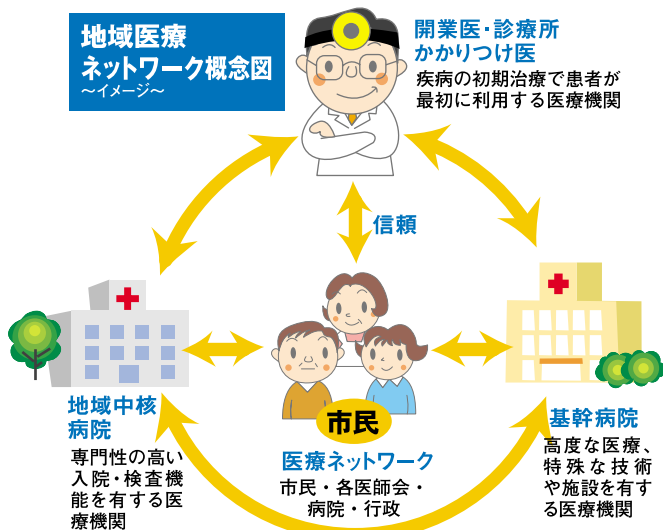 地域医療
ネットワーク概念図
～イメージ～
開業医・診療所
かかりつけ医
疾病の初期治療で患者が
最初に利用する医療機関
信頼
市民
医療ネットワーク
市民・各医師会・
病院・行政
地域中核
病院
専門性の高い
入院・検査機
能を有する医
療機関
基幹病院
高度な医療、
特殊な技術
や施設を有す
る医療機関